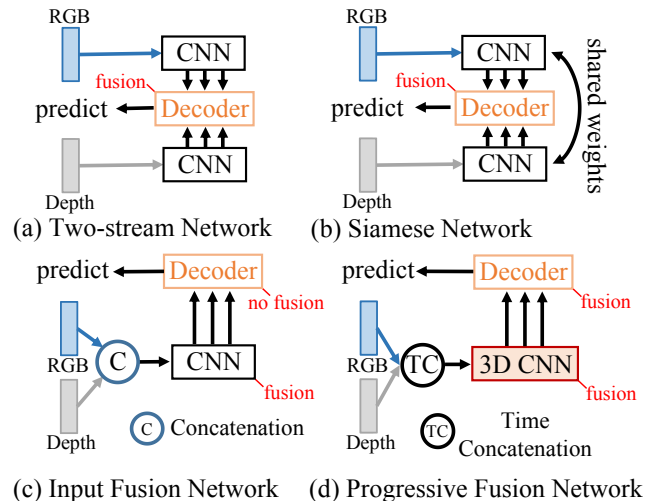 RGB
CNN
fusion
predict
Decoder
CNN
Depth
(a) Two-stream Network
RGB
CNN
fusion
predict
Decoder
shared weights
CNN
Depth
(b) Siamese Network
predict
Decoder
no fusion
RGB
C
CNN
fusion
Depth
C
Concatenation
(c) Input Fusion Network
predict
Decoder
fusion
RGB
TC
3D CNN
fusion
Depth
TC
Time
Concatenation
(d) Progressive Fusion Network